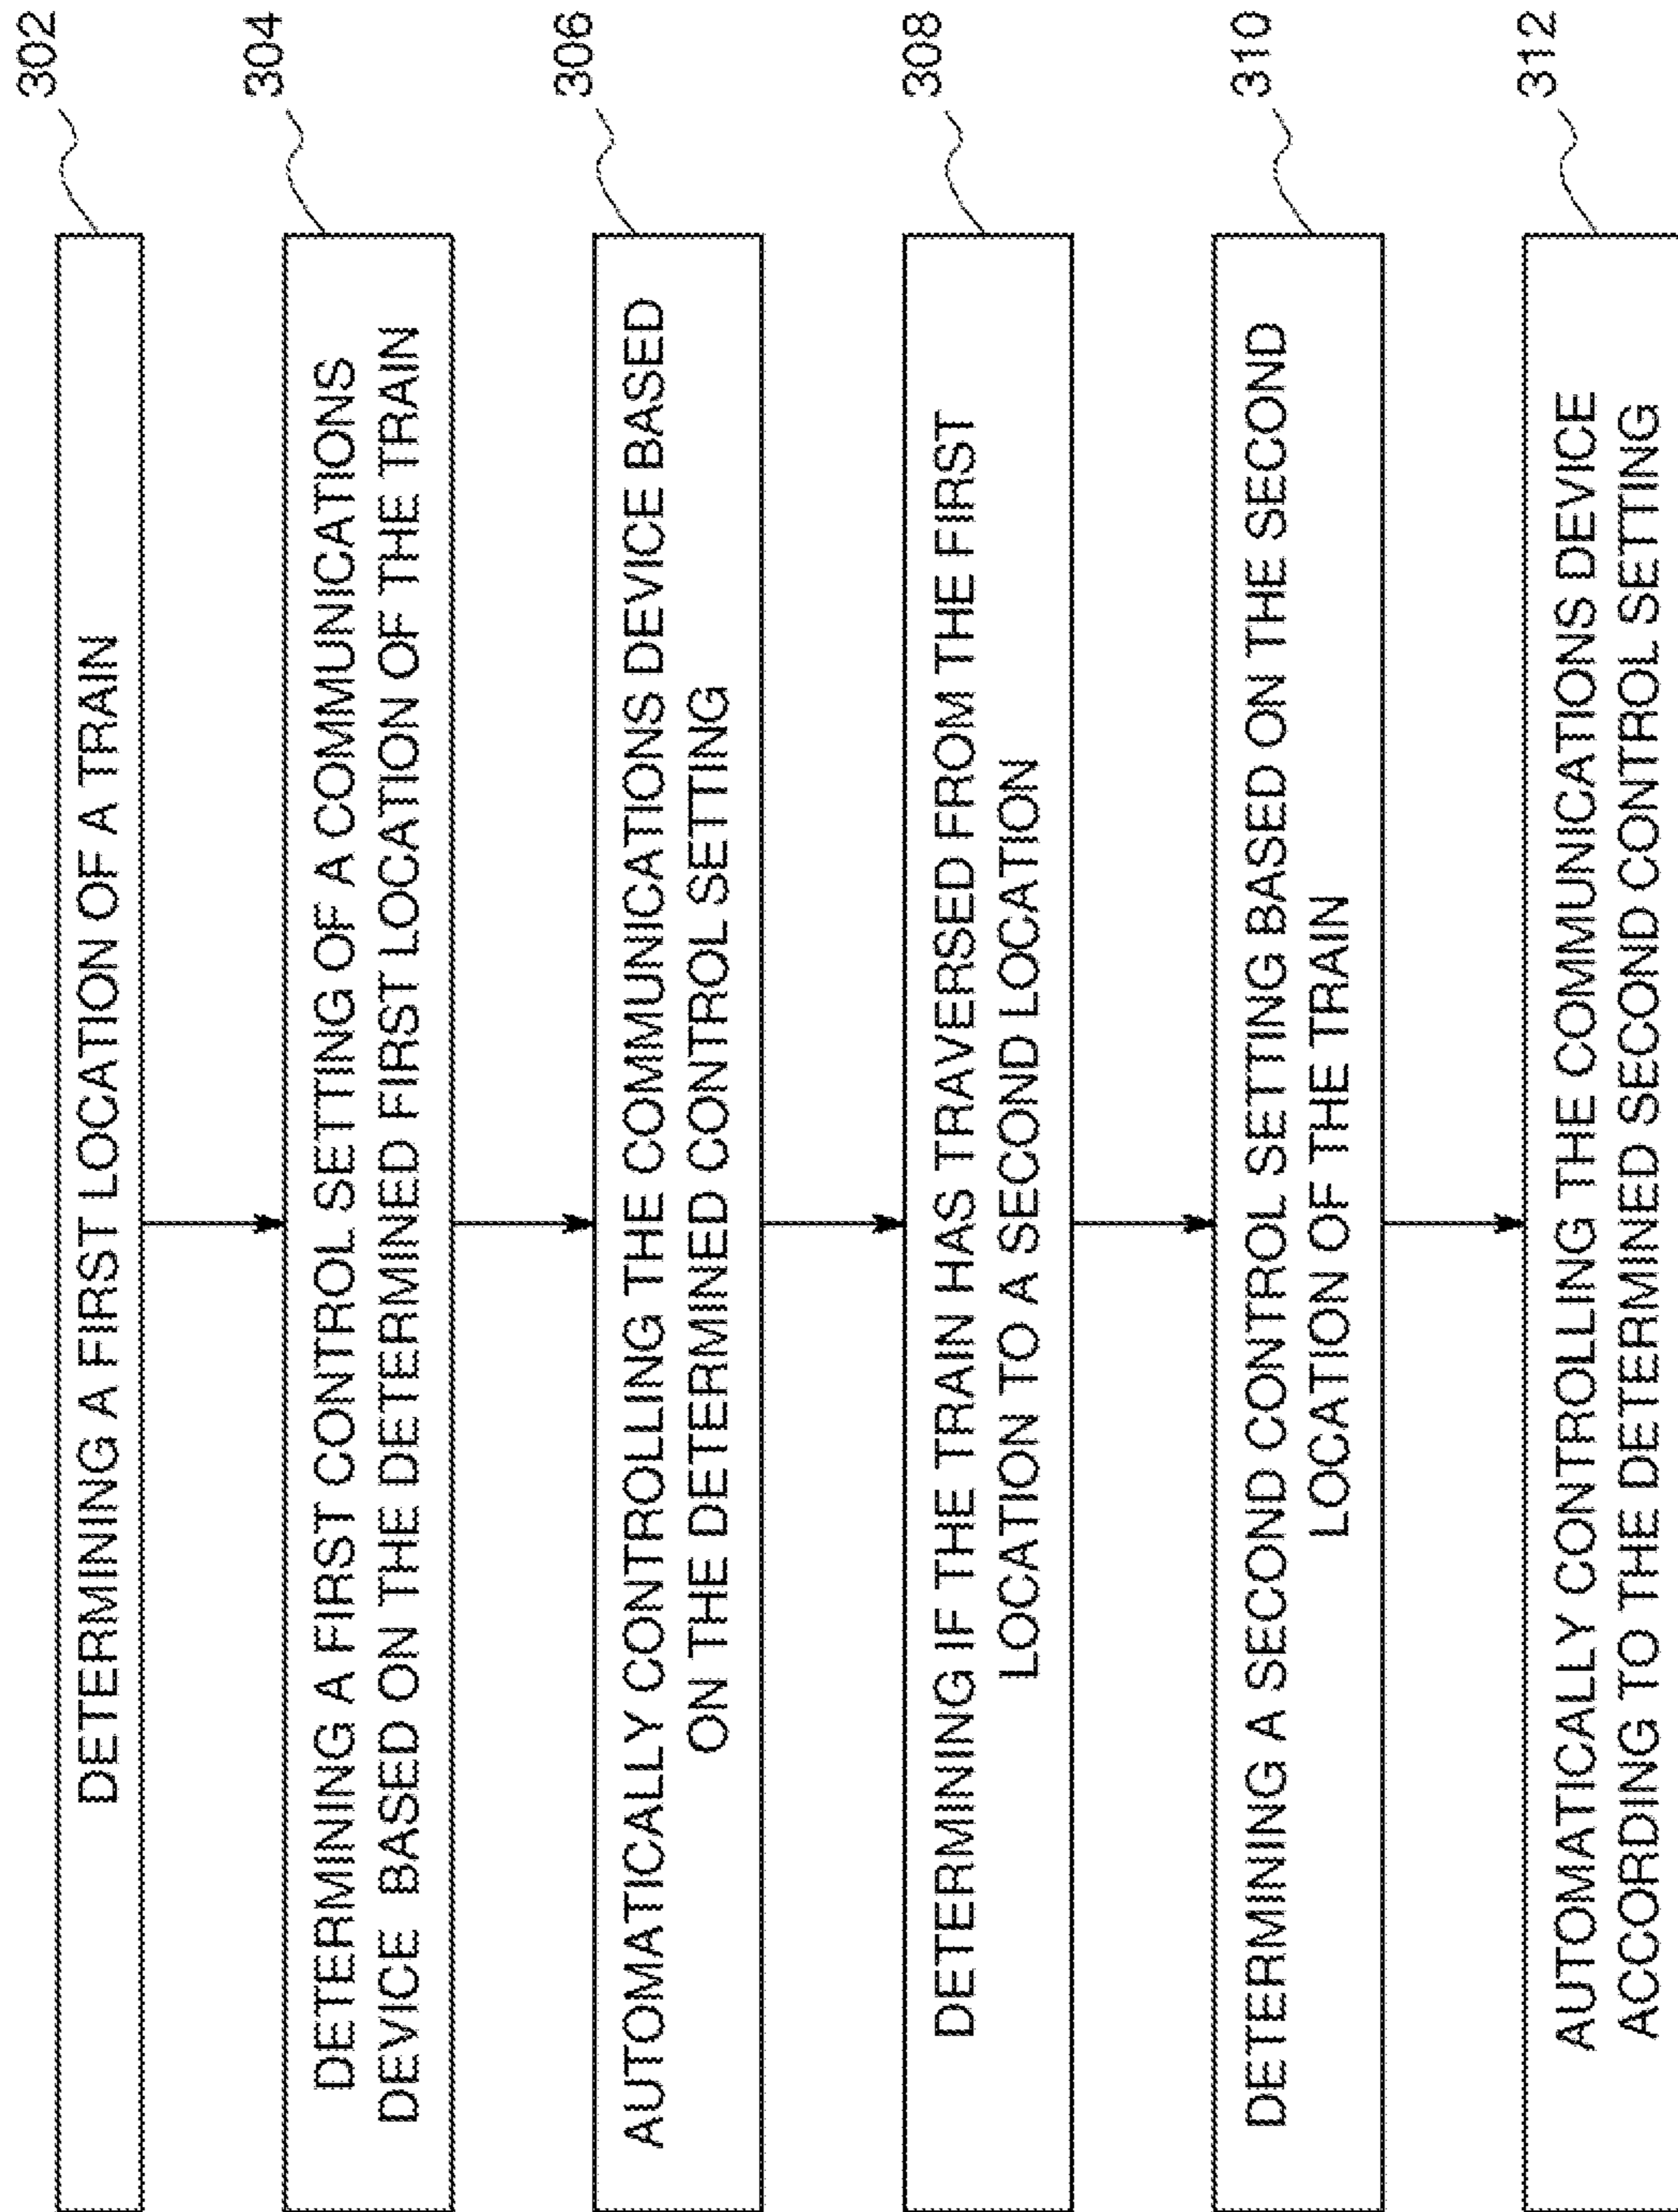 302
DETERMINING A FIRST LOCATION OF A TRAIN
304
DETERMINING A FIRST CONTROL SETTING OF A COMMUNICATIONS
DEVICE BASED ON THE DETERMINED FIRST LOCATION OF THE TRAIN
306
AUTOMATICALLY CONTROLLING THE COMMUNICATIONS DEVICE BASED
ON THE DETERMINED CONTROL SETTING
308
DETERMINING IF THE TRAIN HAS TRAVERSED FROM THE FIRST
LOCATION TO A SECOND LOCATION
310
DETERMINING A SECOND CONTROL SETTING BASED ON THE SECOND
LOCATION OF THE TRAIN
312
AUTOMATICALLY CONTROLLING THE COMMUNICATIONS DEVICE
ACCORDING TO THE DETERMINED SECOND CONTROL SETTING